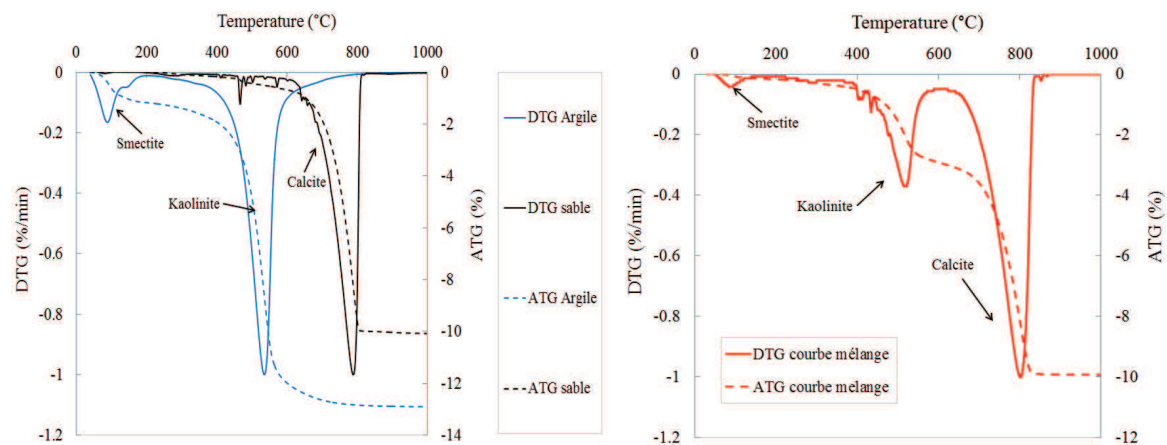 Temperature (°C)
0 200 400 600 800 1000
0
-0.2
-0.4
-0.6
-0.8
-1
-1.2
DTG (%/min)
0
-2
-4
-6
-8
-10
-12
-14
ATG (%)
Smectite
Kaolinite
Calcite
DTG Argile
DTG sable
ATG Argile
ATG sable
Temperature (°C)
0 200 400 600 800 1000
0
-0.2
-0.4
-0.6
-0.8
-1
-1.2
DTG (%/min)
0
-2
-4
-6
-8
-10
-12
ATG (%)
Smectite
Kaolinite
Calcite
DTG courbe mélange
ATG courbe mélange